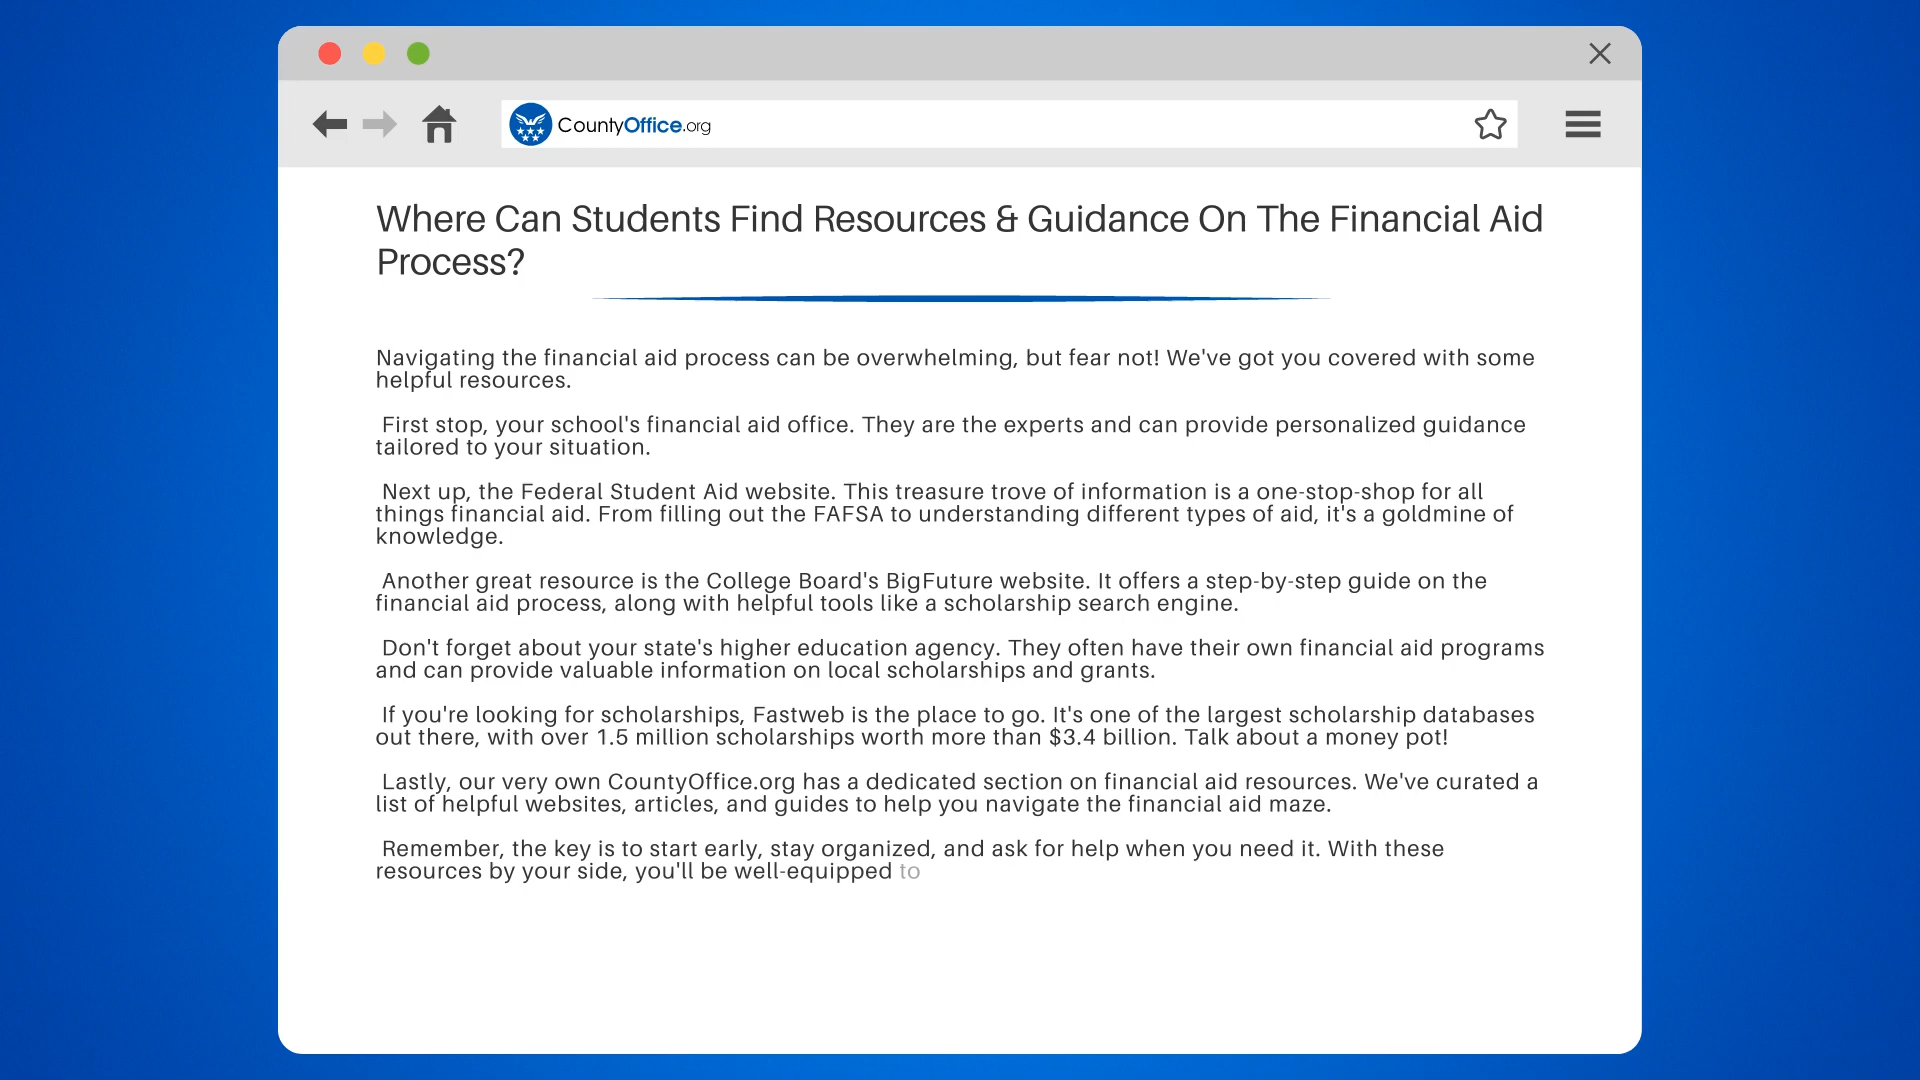 CountyOffice.org
Where Can Students Find Resources & Guidance On The Financial Aid
Process?
Navigating the financial aid process can be overwhelming, but fear not! We've got you covered with some
helpful resources.
First stop, your school's financial aid office. They are the experts and can provide personalized guidance
tailored to your situation.
Next up, the Federal Student Aid website. This treasure trove of information is a one-stop-shop for all
things financial aid. From filling out the FAFSA to understanding different types of aid, it's a goldmine of
knowledge.
Another great resource is the College Board's BigFuture website. It offers a step-by-step guide on the
financial aid process, along with helpful tools like a scholarship search engine.
Don't forget about your state's higher education agency. They often have their own financial aid programs
and can provide valuable information on local scholarships and grants.
If you're looking for scholarships, Fastweb is the place to go. It's one of the largest scholarship databases
out there, with over 1.5 million scholarships worth more than $3.4 billion. Talk about a money pot!
Lastly, our very own CountyOffice.org has a dedicated section on financial aid resources. We've curated a
list of helpful websites, articles, and guides to help you navigate the financial aid maze.
Remember, the key is to start early, stay organized, and ask for help when you need it. With these
resources by your side, you'll be well-equipped to